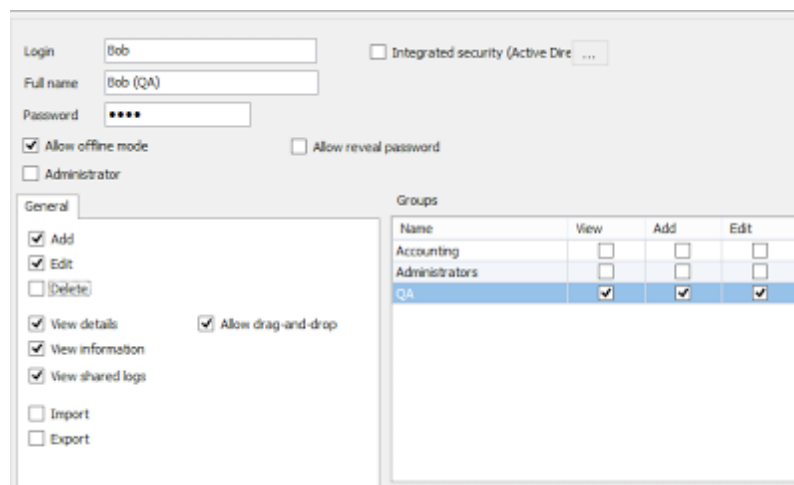 Login Bob Integrated security (Active Dire ...
Full name Bob (QA)
Password ••••
Allow offline mode Allow reveal password
Administrator
General
Add
Edit
Delete
View details Allow drag-and-drop
View information
View shared logs
Import
Export
Groups
Name View Add Edit
Accounting
Administrators
QA